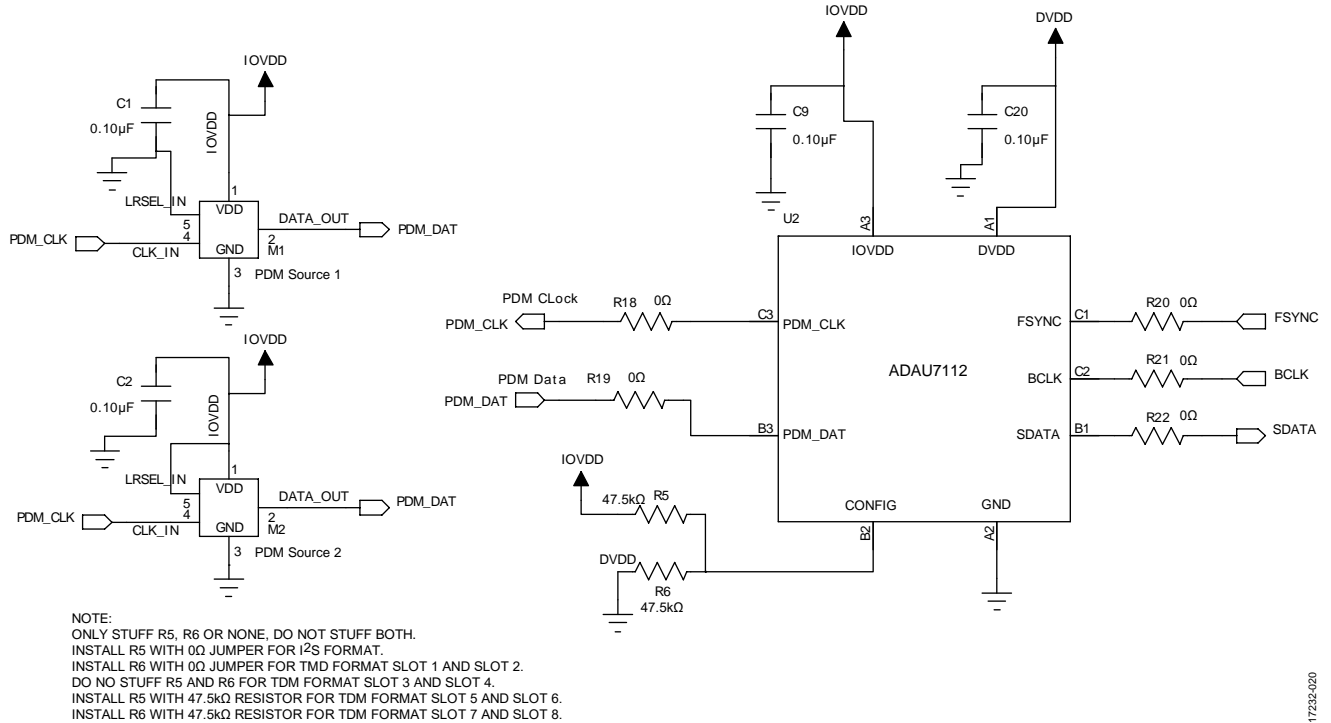 IOVDD
C1
0.10µF
IOVDD
LRSEL_IN
1
VDD
5
4
DATA_OUT
PDM_DAT
PDM_CLK
CLK_IN
GND
2
M1
3
PDM Source 1
IOVDD
C2
0.10µF
IOVDD
LRSEL_IN
1
VDD
5
4
DATA_OUT
PDM_DAT
PDM_CLK
CLK_IN
GND
2
M2
3
PDM Source 2
IOVDD
DVDD
C9
0.10µF
C20
0.10µF
U2
A3
A1
IOVDD
DVDD
PDM CLock
R18 0Ω
PDM_CLK
C3
PDM_CLK
FSYNC
C1
R20 0Ω
FSYNC
ADAU7112
PDM Data
R19 0Ω
PDM_DAT
BCLK
C2
R21 0Ω
BCLK
B3
PDM_DAT
SDATA
B1
R22 0Ω
SDATA
IOVDD
47.5kΩ R5
CONFIG
GND
B2
A2
DVDD
R6
47.5kΩ
NOTE:
ONLY STUFF R5, R6 OR NONE, DO NOT STUFF BOTH.
INSTALL R5 WITH 0Ω JUMPER FOR I2S FORMAT.
INSTALL R6 WITH 0Ω JUMPER FOR TMD FORMAT SLOT 1 AND SLOT 2.
DO NO STUFF R5 AND R6 FOR TDM FORMAT SLOT 3 AND SLOT 4.
INSTALL R5 WITH 47.5kΩ RESISTOR FOR TDM FORMAT SLOT 5 AND SLOT 6.
INSTALL R6 WITH 47.5kΩ RESISTOR FOR TDM FORMAT SLOT 7 AND SLOT 8.
17232-020